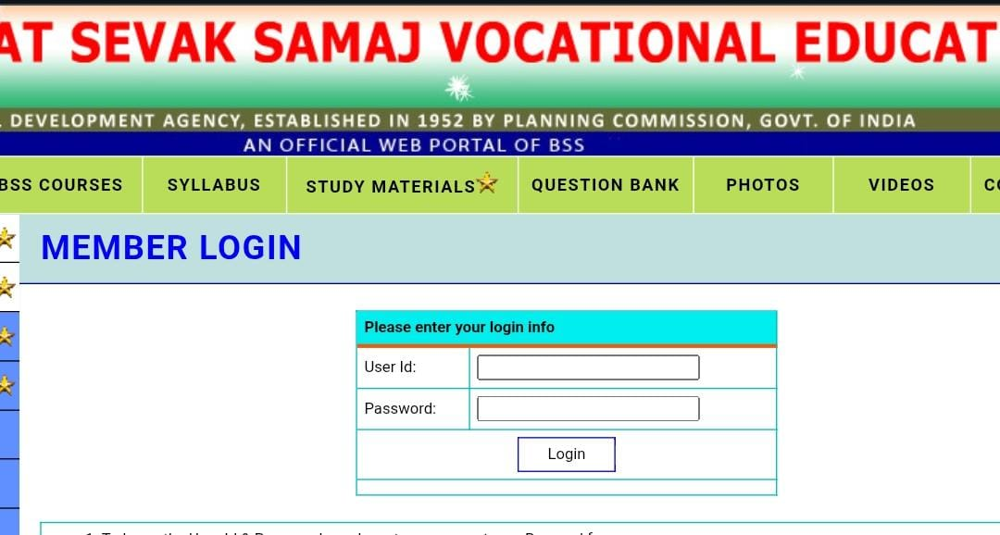 AT SEVAK SAMAJ VOCATIONAL EDUCAT
DEVELOPMENT AGENCY, ESTABLISHED IN 1952 BY PLANNING COMMISSION, GOVT. OF INDIA
AN OFFICIAL WEB PORTAL OF BSS
BSS COURSES SYLLABUS STUDY MATERIALS QUESTION BANK PHOTOS VIDEOS
MEMBER LOGIN
Please enter your login info
User Id:
Password:
Login